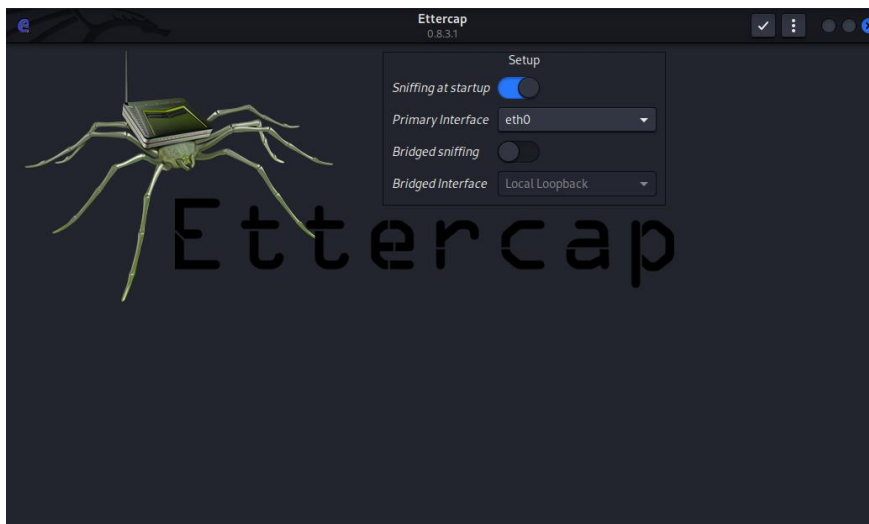 Ettercap
0.8.3.1
Setup
Sniffing at startup
Primary Interface eth0
Bridged sniffing
Bridged Interface Local Loopback
Ettercap